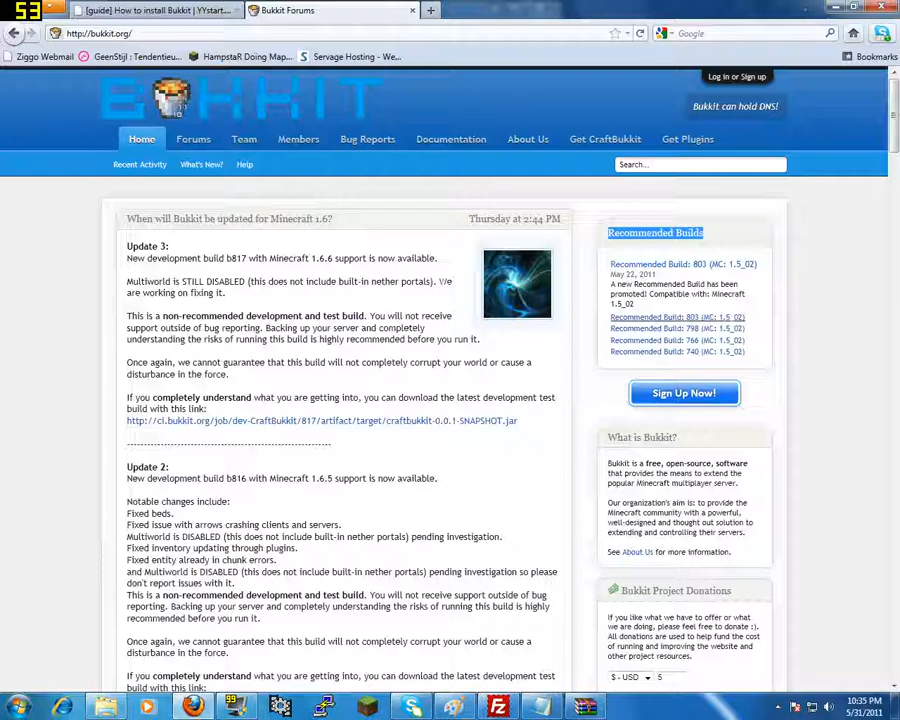 53
[guide] How to install Bukkit | YYstart....
Bukkit Forums
http://bukkit.org/
Google
Ziggo Webmail
GeenStijl : Tendentieu...
HampstaR Doing Map...
Servage Hosting - We...
Bookmarks
Log in or Sign up
BUKKIT
Bukkit can hold DNS!
Home Forums Team Members Bug Reports Documentation About Us Get CraftBukkit Get Plugins
Recent Activity What's New? Help
Search...
When will Bukkit be updated for Minecraft 1.6? Thursday at 2:44 PM
Update 3:
New development build b817 with Minecraft 1.6.6 support is now available.
Multiworld is STILL DISABLED (this does not include built-in nether portals). We
are working on fixing it.
This is a non-recommended development and test build. You will not receive
support outside of bug reporting. Backing up your server and completely
understanding the risks of running this build is highly recommended before you run it.
Once again, we cannot guarantee that this build will not completely corrupt your world or cause a
disturbance in the force.
If you completely understand what you are getting into, you can download the latest development test
build with this link:
http://ci.bukkit.org/job/dev-CraftBukkit/817/artifact/target/craftbukkit-0.0.1-SNAPSHOT.jar
--------------------------------------------------------------
Update 2:
New development build b816 with Minecraft 1.6.5 support is now available.
Notable changes include:
Fixed beds.
Fixed issue with arrows crashing clients and servers.
Multiworld is DISABLED (this does not include built-in nether portals) pending investigation.
Fixed inventory updating through plugins.
Fixed entity already in chunk errors.
and Multiworld is DISABLED (this does not include built-in nether portals) pending investigation so please
don't report issues with it.
This is a non-recommended development and test build. You will not receive support outside of bug
reporting. Backing up your server and completely understanding the risks of running this build is highly
recommended before you run it.
Once again, we cannot guarantee that this build will not completely corrupt your world or cause a
disturbance in the force.
If you completely understand what you are getting into, you can download the latest development test
build with this link:
Recommended Builds
Recommended Build: 803 (MC: 1.5_02)
May 22, 2011
A new Recommended Build has been
promoted! Compatible with: Minecraft
1.5_02
Recommended Build: 803 (MC: 1.5_02)
Recommended Build: 798 (MC: 1.5_02)
Recommended Build: 766 (MC: 1.5_02)
Recommended Build: 740 (MC: 1.5_02)
Sign Up Now!
What is Bukkit?
Bukkit is a free, open-source, software
that provides the means to extend the
popular Minecraft multiplayer server.
Our organization's aim is: to provide the
Minecraft community with a powerful,
well-designed and thought out solution to
extending and controlling their servers.
See About Us for more information.
Bukkit Project Donations
If you like what we have to offer or what
we are doing, please feel free to donate :).
All donations are used to help fund the cost
of running and improving the website and
other project resources.
$ - USD 5
10:35 PM
5/31/2011